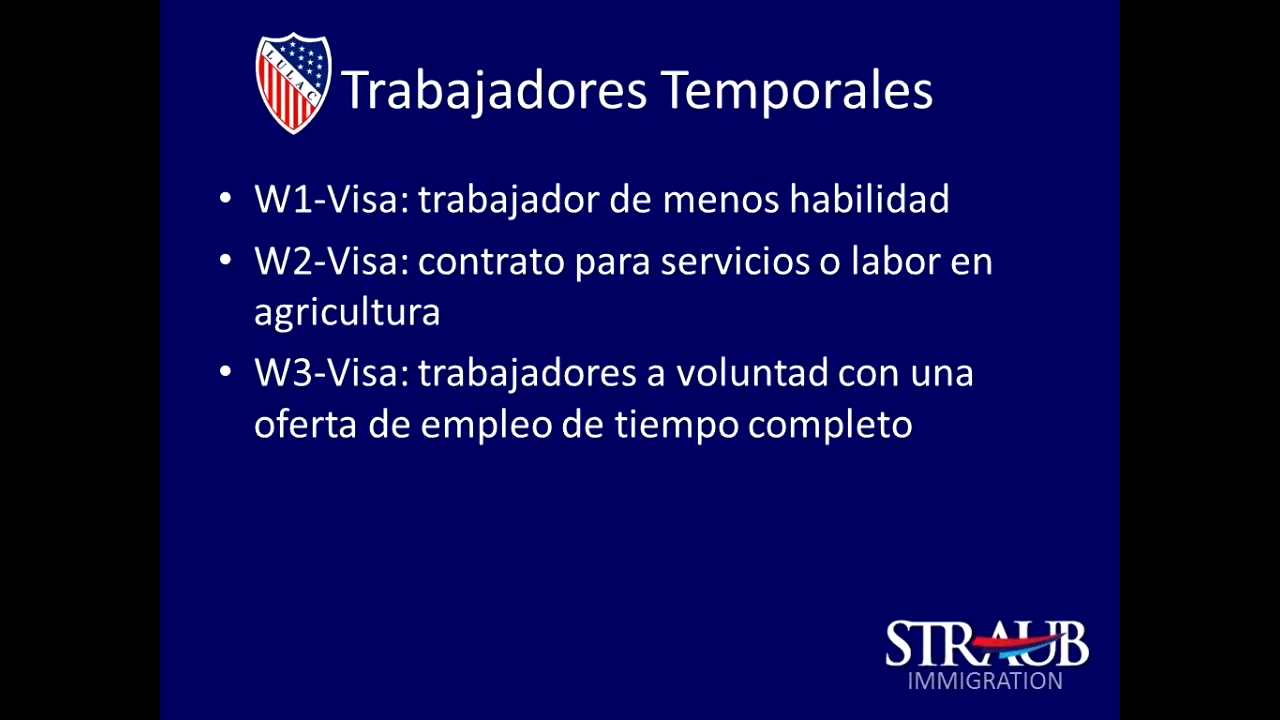 LULAC
Trabajadores Temporales
• W1-Visa: trabajador de menos habilidad
• W2-Visa: contrato para servicios o labor en
agricultura
• W3-Visa: trabajadores a voluntad con una
oferta de empleo de tiempo completo
STRAUB
IMMIGRATION